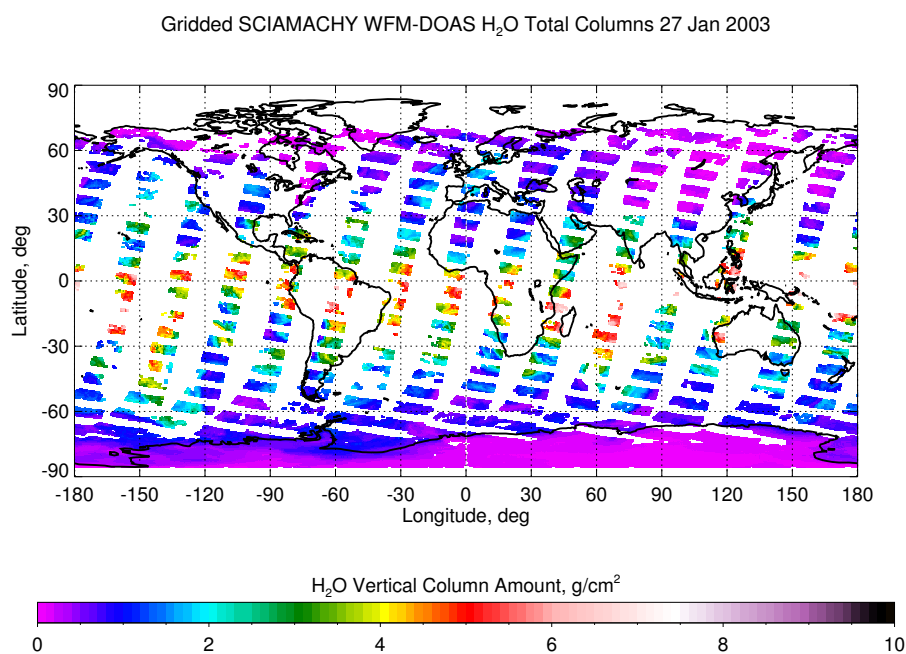 Gridded SCIAMACHY WFM-DOAS H₂O Total Columns 27 Jan 2003
90
60
30
0
-30
-60
-90
Latitude, deg
-180 -150 -120 -90 -60 -30 0 30 60 90 120 150 180
Longitude, deg
H₂O Vertical Column Amount, g/cm²
0 2 4 6 8 10